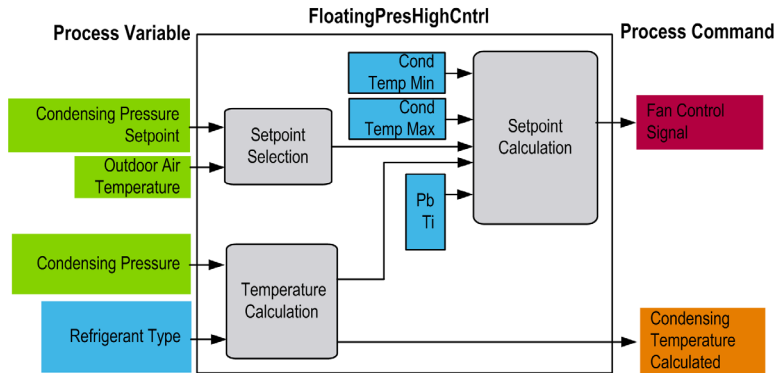 FloatingPresHighCntrl
Process Variable
Process Command
Cond
Temp Min
Cond
Temp Max
Condensing Pressure
Setpoint
Outdoor Air
Temperature
Setpoint
Selection
Setpoint
Calculation
Fan Control
Signal
Pb
Ti
Condensing Pressure
Refrigerant Type
Temperature
Calculation
Condensing
Temperature
Calculated